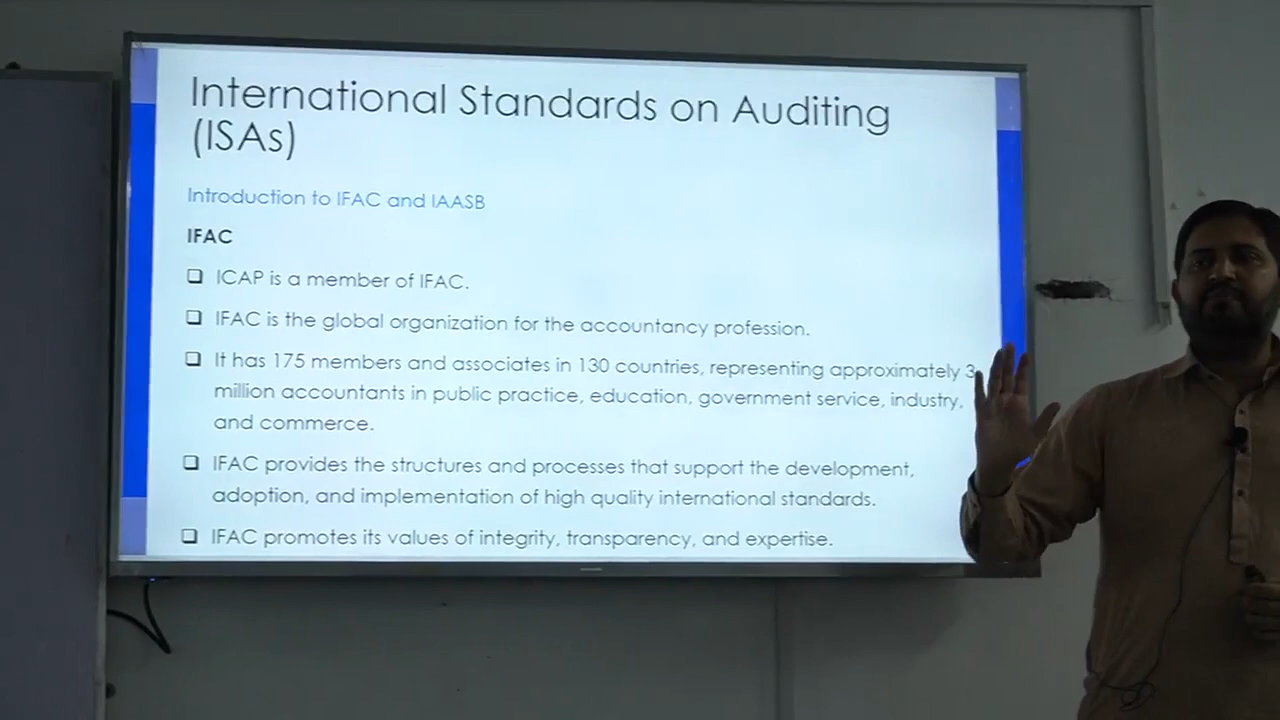 International Standards on Auditing
(ISAs)
Introduction to IFAC and IAASB
IFAC
❑ ICAP is a member of IFAC.
❑ IFAC is the global organization for the accountancy profession.
❑ It has 175 members and associates in 130 countries, representing approximately 3
million accountants in public practice, education, government service, industry,
and commerce.
❑ IFAC provides the structures and processes that support the development,
adoption, and implementation of high quality international standards.
❑ IFAC promotes its values of integrity, transparency, and expertise.